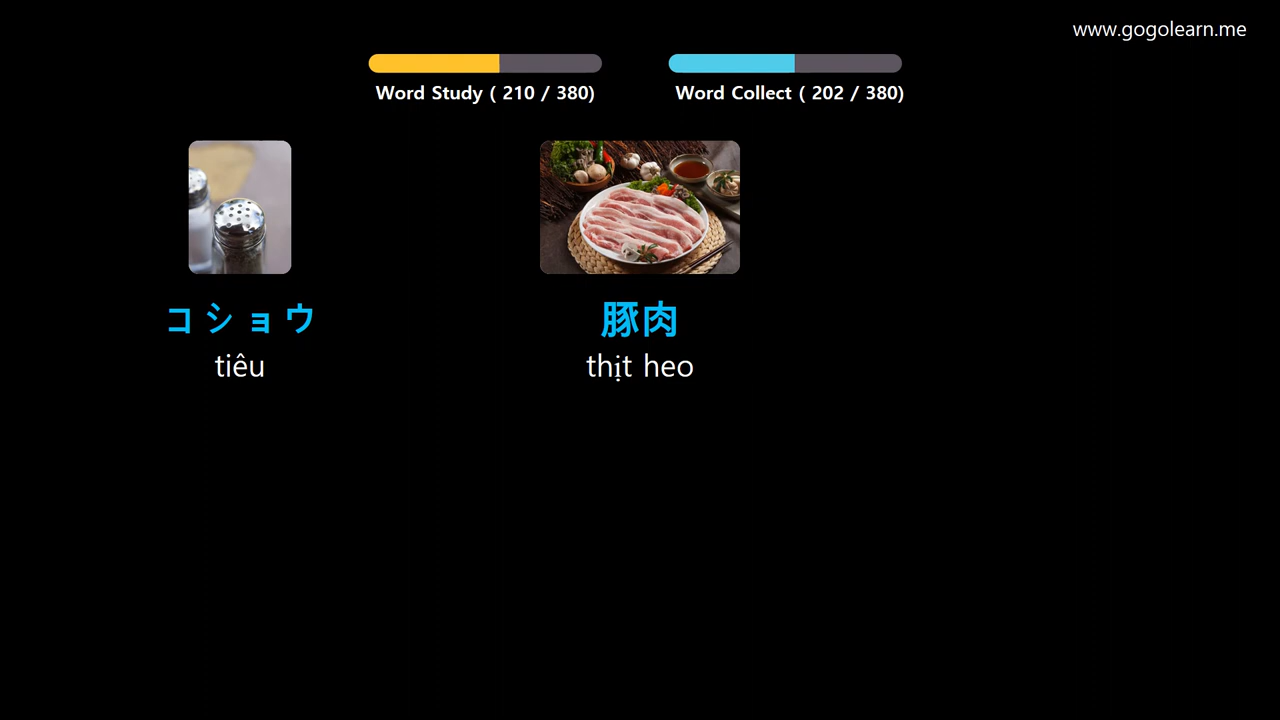 www.gogolearn.me
Word Study ( 210 / 380)
Word Collect ( 202 / 380)
コショウ
tiêu
豚肉
thịt heo